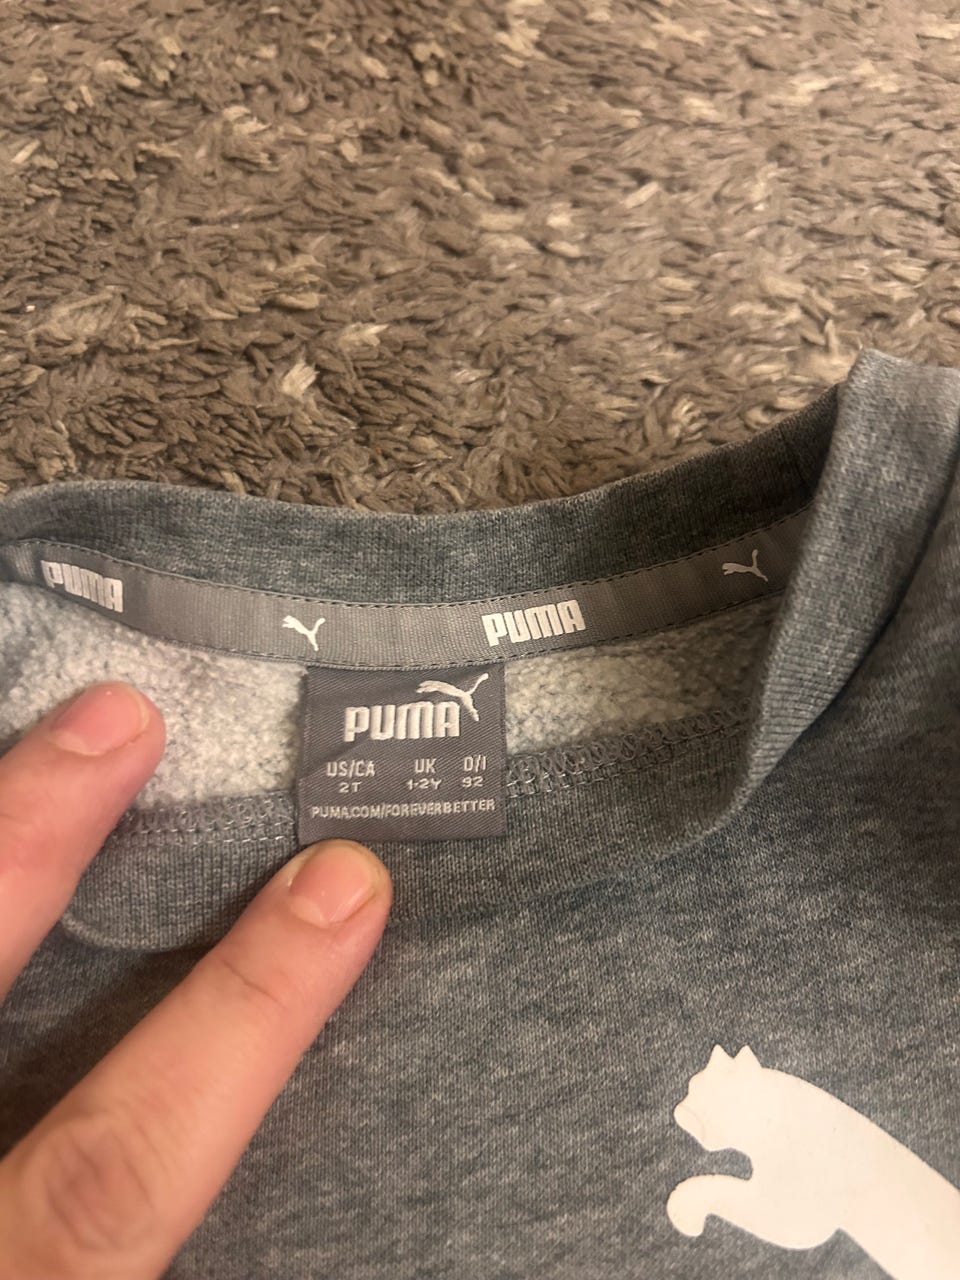 PUMA
PUMA
PUMA
US/CA UK D/I
2T 1-2Y 92
PUMA.COM/FOREVERBETTER